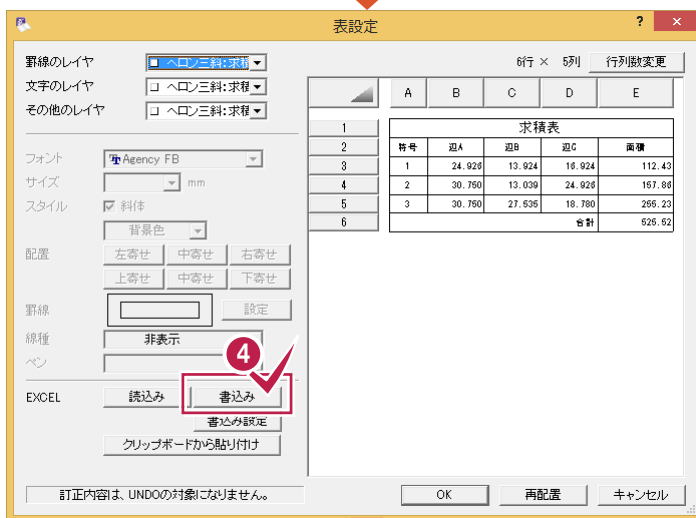 表設定
? ×
罫線のレイヤ ロ ヘロン三斜:求積
6行 × 5列 行列数変更
文字のレイヤ ロ ヘロン三斜:求積
その他のレイヤ ロ ヘロン三斜:求積
A B C D E
1 求積表
2 符号 辺A 辺B 辺C 面積
3 1 24.926 13.924 16.924 112.43
4 2 30.750 13.039 24.926 157.86
5 3 30.750 27.535 18.780 255.23
6 合計 525.52
フォント Agency FB
サイズ mm
スタイル 斜体
背景色
配置 左寄せ 中寄せ 右寄せ
上寄せ 中寄せ 下寄せ
罫線 設定
線種 非表示
ペン
4
EXCEL 読込み 書込み
書込み設定
クリップボードから貼り付け
訂正内容は、UNDOの対象になりません。
OK 再配置 キャンセル